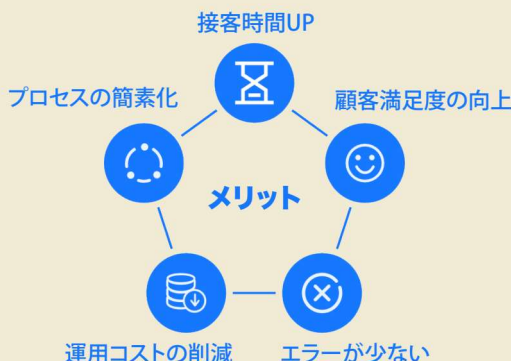 接客時間UP
プロセスの簡素化
顧客満足度の向上
メリット
運用コストの削減
エラーが少ない